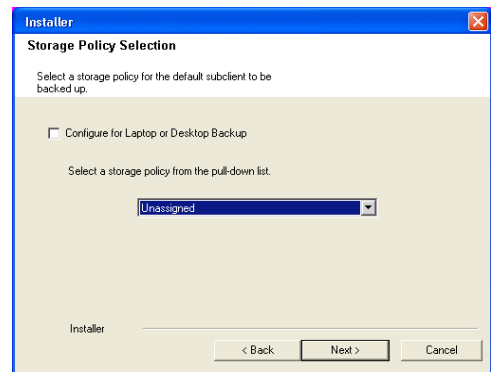 Installer
Storage Policy Selection
Select a storage policy for the default subclient to be
backed up.
Configure for Laptop or Desktop Backup
Select a storage policy from the pull-down list.
Unassigned
Installer
< Back
Next >
Cancel